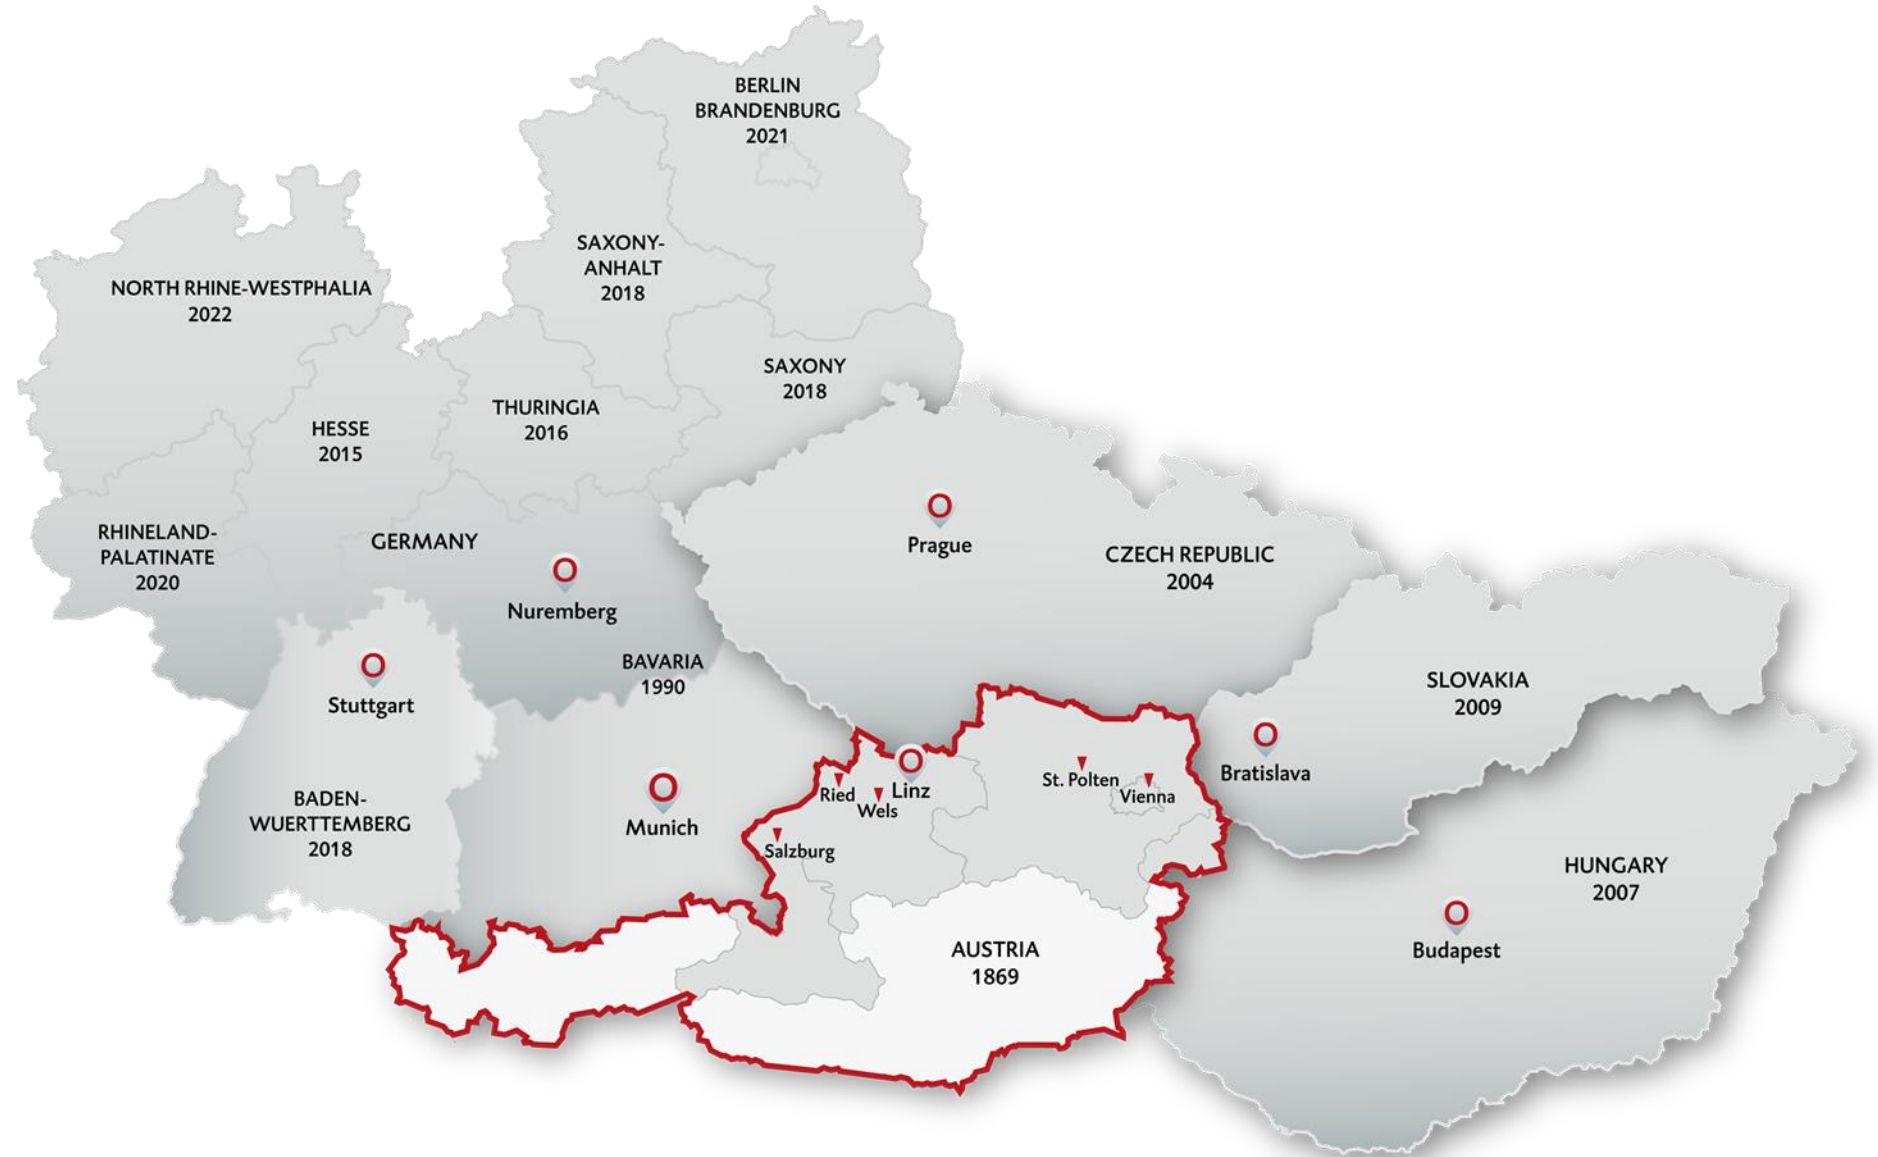 BERLIN
BRANDENBURG
2021
SAXONY-
ANHALT
2018
NORTH RHINE-WESTPHALIA
2022
SAXONY
2018
THURINGIA
2016
HESSE
2015
RHINELAND-
PALATINATE
2020
GERMANY
Nuremberg
Prague
CZECH REPUBLIC
2004
BAVARIA
1990
Stuttgart
SLOVAKIA
2009
Bratislava
BADEN-
WUERTTEMBERG
2018
Munich
Ried
Wels
Linz
St. Polten
Vienna
Salzburg
HUNGARY
2007
Budapest
AUSTRIA
1869